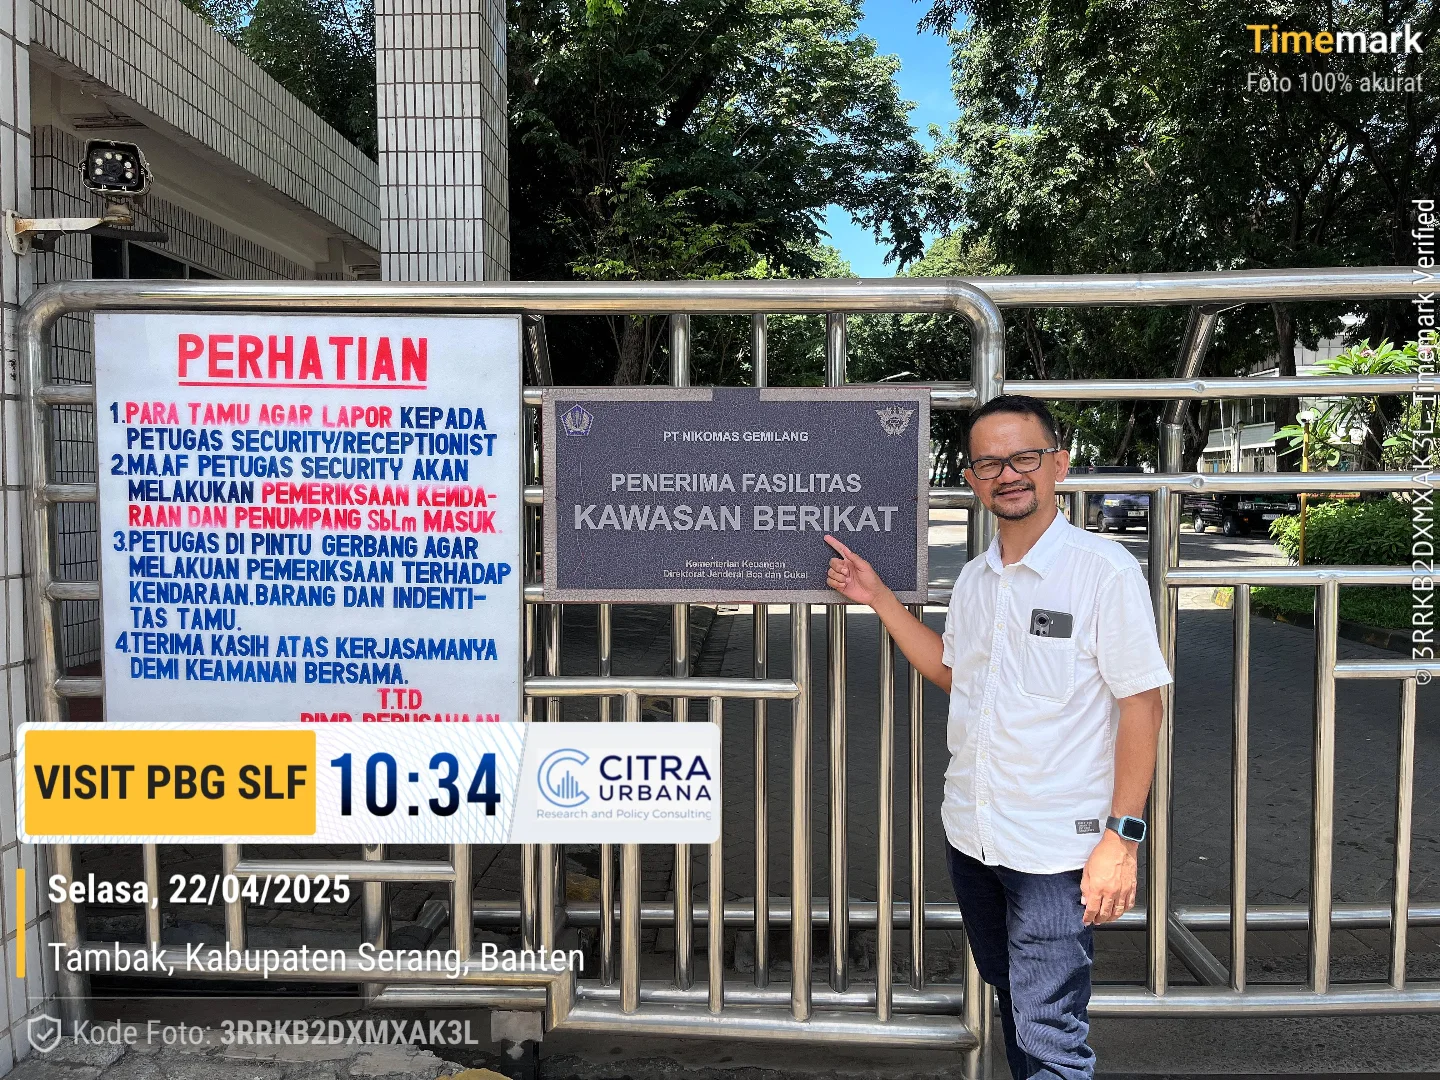 Timemark
Foto 100% akurat
PERHATIAN
1.PARA TAMU AGAR LAPOR KEPADA
PETUGAS SECURITY/RECEPTIONIST
2.MAAF PETUGAS SECURITY AKAN
MELAKUKAN PEMERIKSAAN KENDA-
RAAN DAN PENUMPANG SbLm MASUK.
3.PETUGAS DI PINTU GERBANG AGAR
MELAKUAN PEMERIKSAAN TERHADAP
KENDARAAN.BARANG DAN INDENTI-
TAS TAMU.
4.TERIMA KASIH ATAS KERJASAMANYA
DEMI KEAMANAN BERSAMA.
T.T.D
PIMP. PERUSAHAAN
PT NIKOMAS GEMILANG
PENERIMA FASILITAS
KAWASAN BERIKAT
Kementerian Keuangan
Direktorat Jenderal Bea dan Cukai
VISIT PBG SLF
10:34
CITRA
URBANA
Research and Policy Consulting
Selasa, 22/04/2025
Tambak, Kabupaten Serang, Banten
Kode Foto: 3RRKB2DXMXAK3L
©3RRKB2DXMXAK3L Timemark Verified